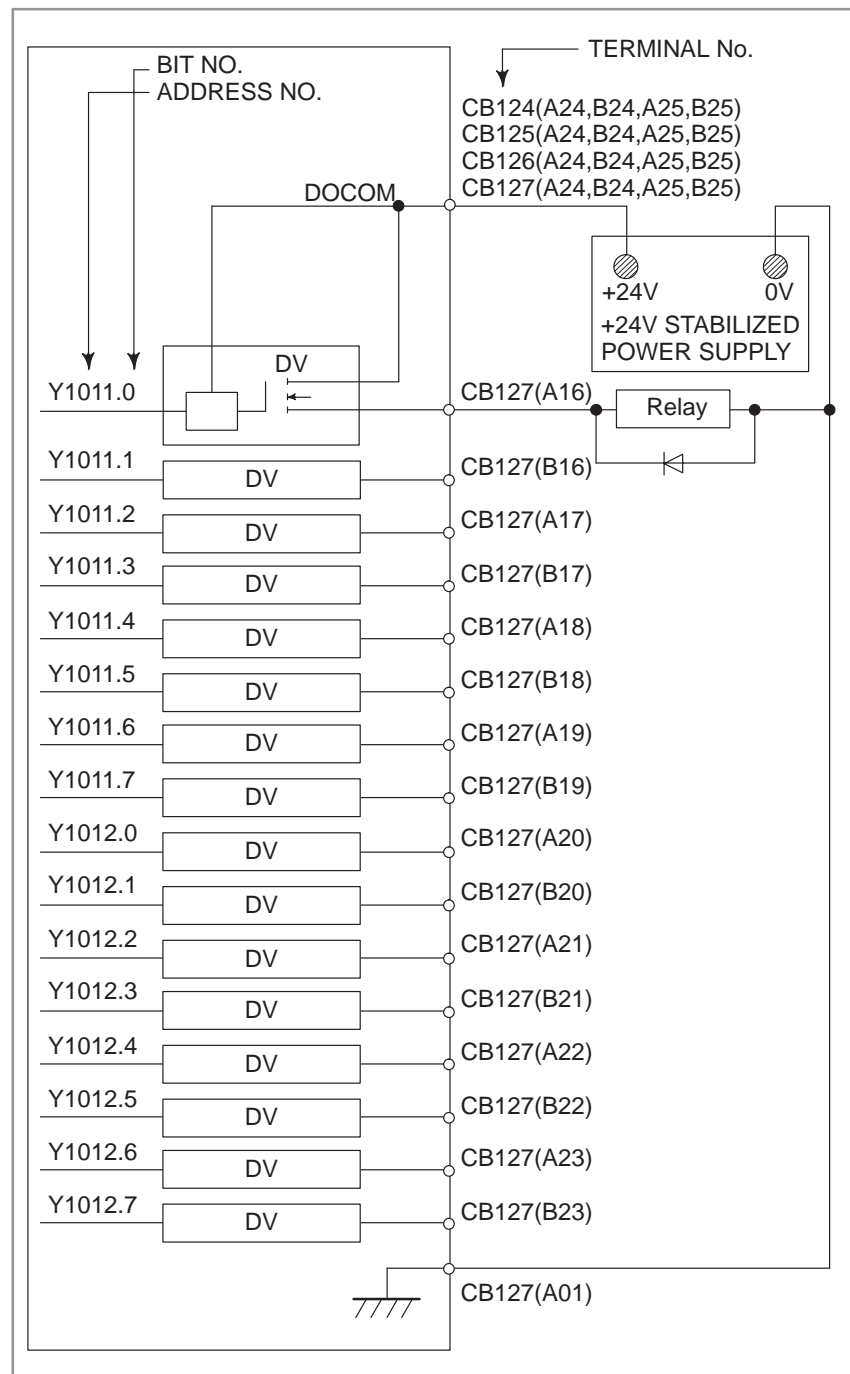 TERMINAL No.
BIT NO.
ADDRESS NO.
CB124(A24,B24,A25,B25)
CB125(A24,B24,A25,B25)
CB126(A24,B24,A25,B25)
CB127(A24,B24,A25,B25)
DOCOM
+24V 0V
+24V STABILIZED
POWER SUPPLY
DV
Y1011.0 CB127(A16) Relay
Y1011.1 DV CB127(B16)
Y1011.2 DV CB127(A17)
Y1011.3 DV CB127(B17)
Y1011.4 DV CB127(A18)
Y1011.5 DV CB127(B18)
Y1011.6 DV CB127(A19)
Y1011.7 DV CB127(B19)
Y1012.0 DV CB127(A20)
Y1012.1 DV CB127(B20)
Y1012.2 DV CB127(A21)
Y1012.3 DV CB127(B21)
Y1012.4 DV CB127(A22)
Y1012.5 DV CB127(B22)
Y1012.6 DV CB127(A23)
Y1012.7 DV CB127(B23)
CB127(A01)